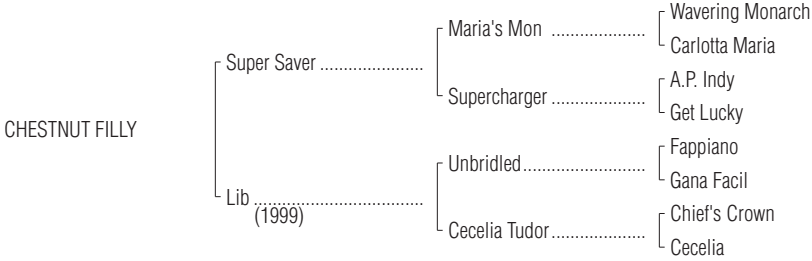 Wavering Monarch
Maria's Mon ....................
Carlotta Maria
Super Saver ......................
A.P. Indy
Supercharger ....................
Get Lucky
CHESTNUT FILLY
Fappiano
Unbridled..........................
Gana Facil
Lib ....................................
(1999)
Chief's Crown
Cecelia Tudor....................
Cecelia